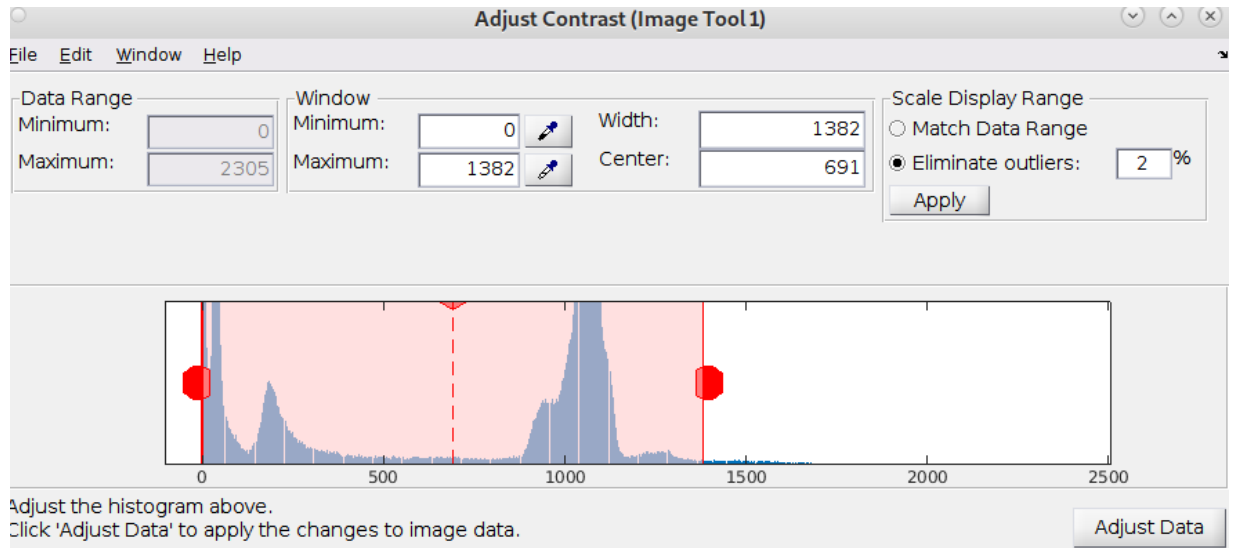 Adjust Contrast (Image Tool 1)
File Edit Window Help
Data Range
Minimum: 0
Maximum: 2305
Window
Minimum: 0
Maximum: 1382
Width: 1382
Center: 691
Scale Display Range
Match Data Range
Eliminate outliers: 2 %
Apply
0 500 1000 1500 2000 2500
Adjust the histogram above.
Click 'Adjust Data' to apply the changes to image data.
Adjust Data